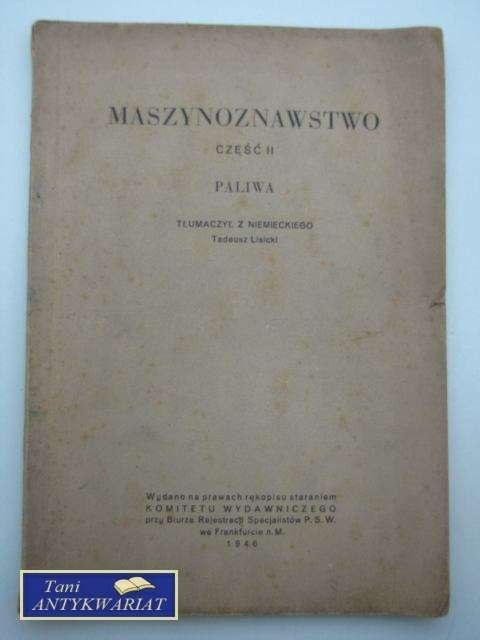 MASZYNOZNAWSTWO
CZĘŚĆ II
PALIWA
TŁUMACZYŁ Z NIEMIECKIEGO
Tadeusz Lisicki
Wydano na prawach rękopisu staraniem
KOMITETU WYDAWNICZEGO
przy Biurze Rejestracji Specjalistów P. S. W.
we Frankfurcie n. M.
1946
Tani
ANTYKWARIAT